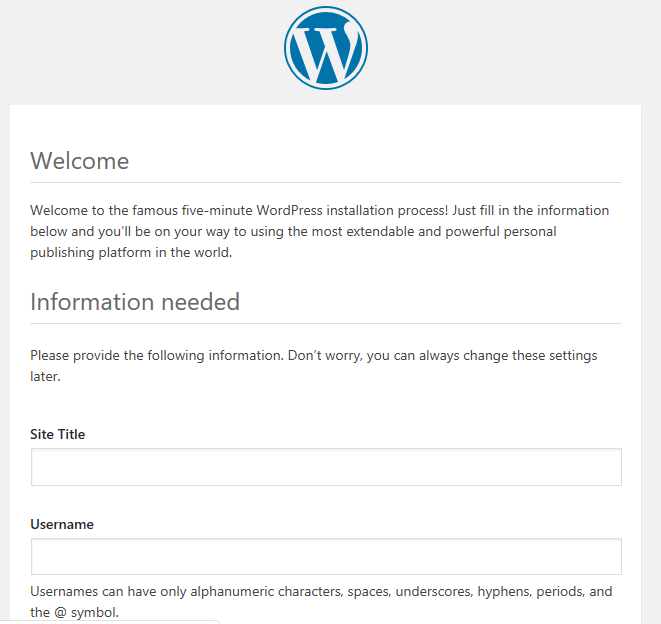 Welcome
Welcome to the famous five-minute WordPress installation process! Just fill in the information
below and you’ll be on your way to using the most extendable and powerful personal
publishing platform in the world.
Information needed
Please provide the following information. Don’t worry, you can always change these settings
later.
Site Title
Username
Usernames can have only alphanumeric characters, spaces, underscores, hyphens, periods, and
the @ symbol.